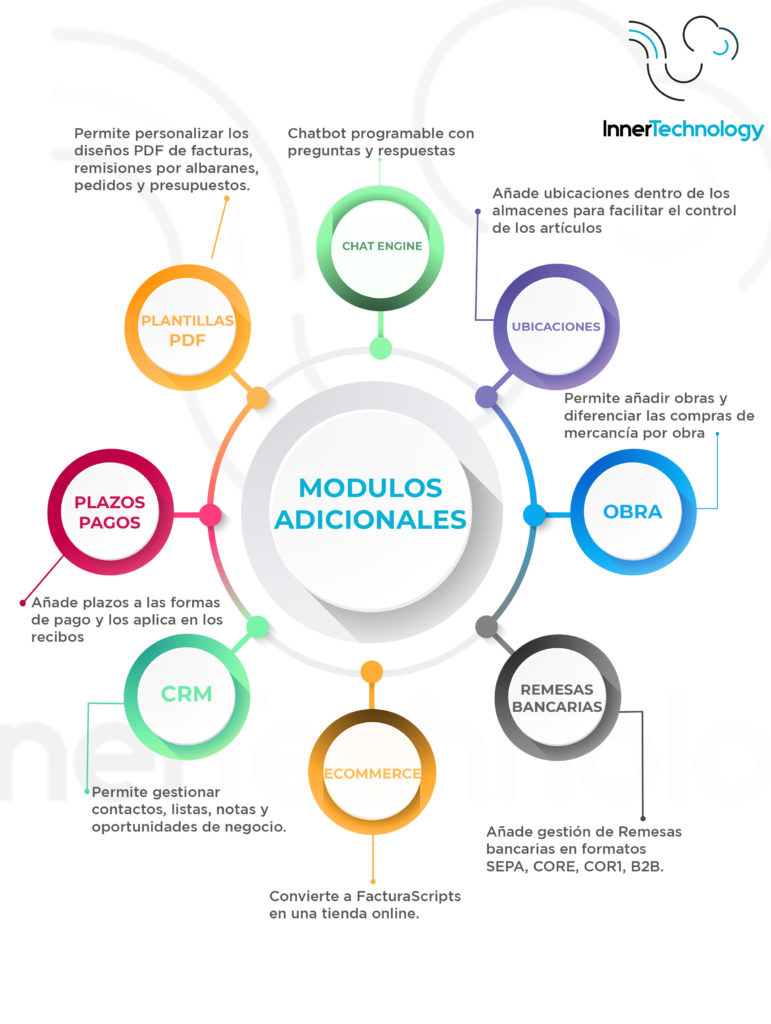 InnerTechnology
Permite personalizar los
diseños PDF de facturas,
remisiones por albaranes,
pedidos y presupuestos.
Chatbot programable con
preguntas y respuestas
Añade ubicaciones dentro de los
almacenes para facilitar el control
de los artículos
CHAT ENGINE
PLANTILLAS
PDF
UBICACIONES
Permite añadir obras y
diferenciar las compras de
mercancía por obra
MODULOS
ADICIONALES
PLAZOS
PAGOS
OBRA
Añade plazos a las formas
de pago y los aplica en los
recibos
CRM
REMESAS
BANCARIAS
ECOMMERCE
Permite gestionar
contactos, listas, notas y
oportunidades de negocio.
Añade gestión de Remesas
bancarias en formatos
SEPA, CORE, COR1, B2B.
Convierte a FacturaScripts
en una tienda online.